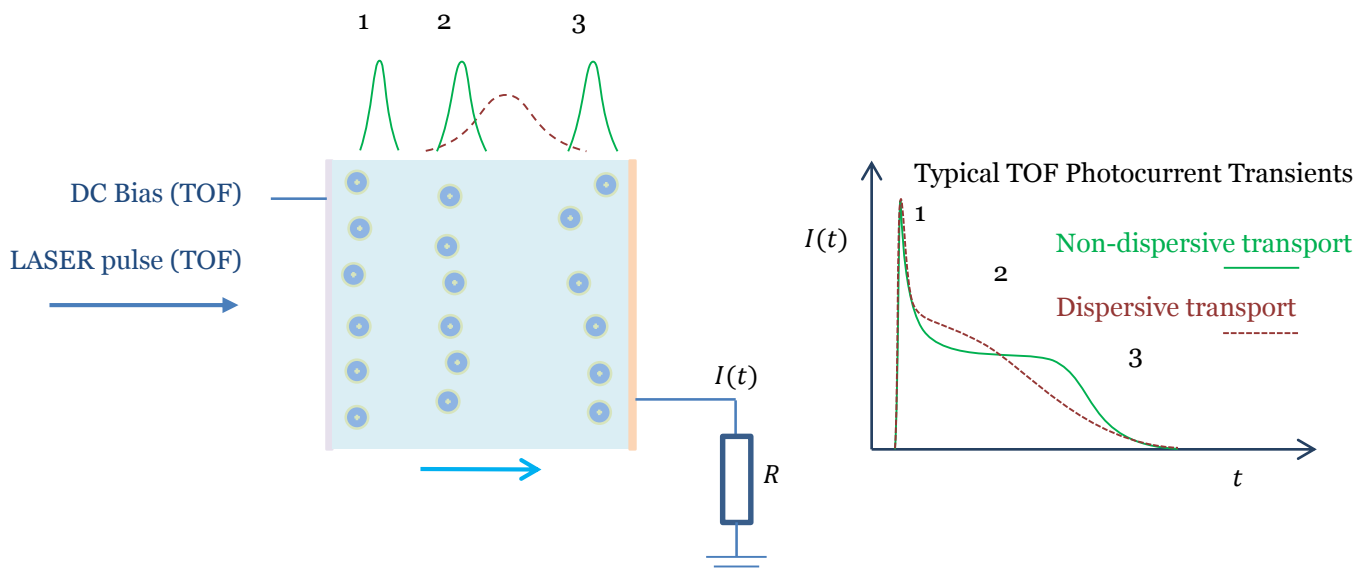 1 2 3
DC Bias (TOF)
LASER pulse (TOF)
I(t)
R
Typical TOF Photocurrent Transients
1
I(t)
Non-dispersive transport
2
Dispersive transport
3
t